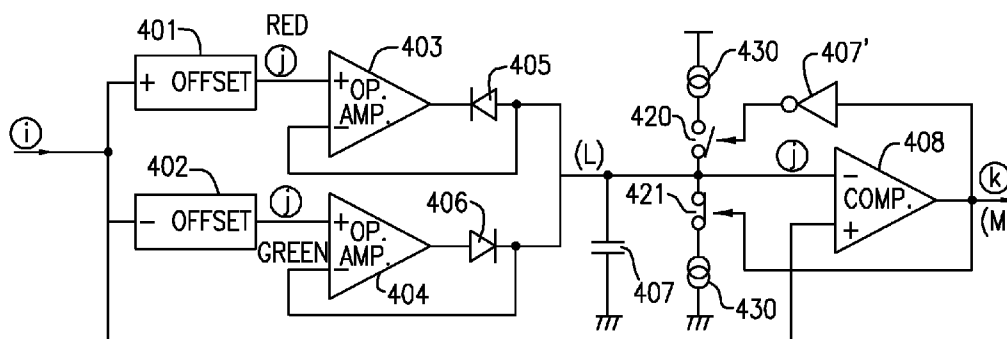 401
RED
j
403
+ OFFSET
+
OP.
AMP.
−
405
i
402
j
− OFFSET
GREEN
+
OP.
AMP.
−
404
406
(L)
407
430
407'
420
j
408
−
COMP.
+
421
k
(M
430